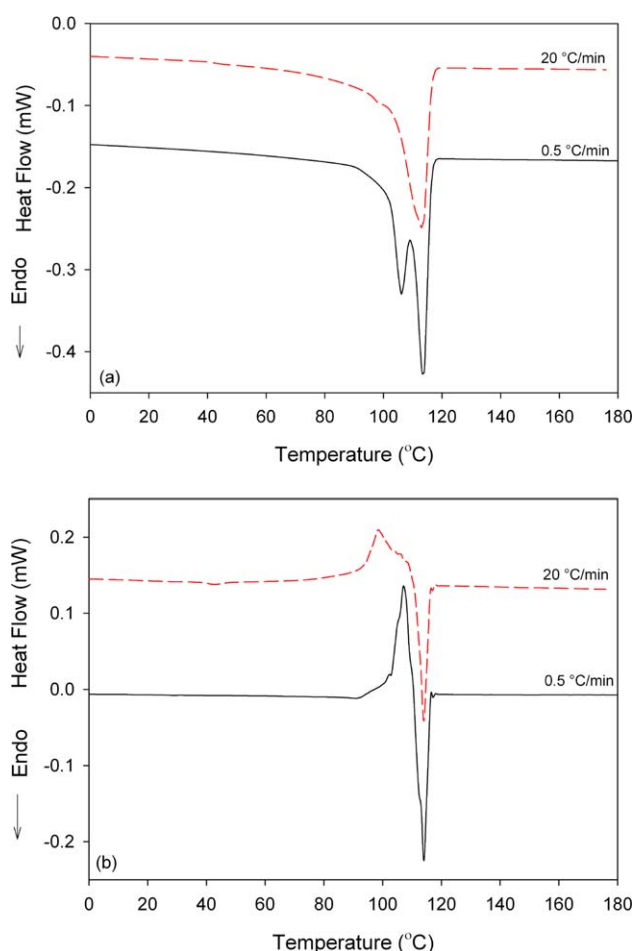 0.0
20 °C/min
-0.1
0.5 °C/min
-0.2
-0.3
-0.4
← Endo Heat Flow (mW)
(a)
0 20 40 60 80 100 120 140 160 180
Temperature (°C)
0.2
20 °C/min
0.1
0.5 °C/min
0.0
-0.1
-0.2
← Endo Heat Flow (mW)
(b)
0 20 40 60 80 100 120 140 160 180
Temperature (°C)